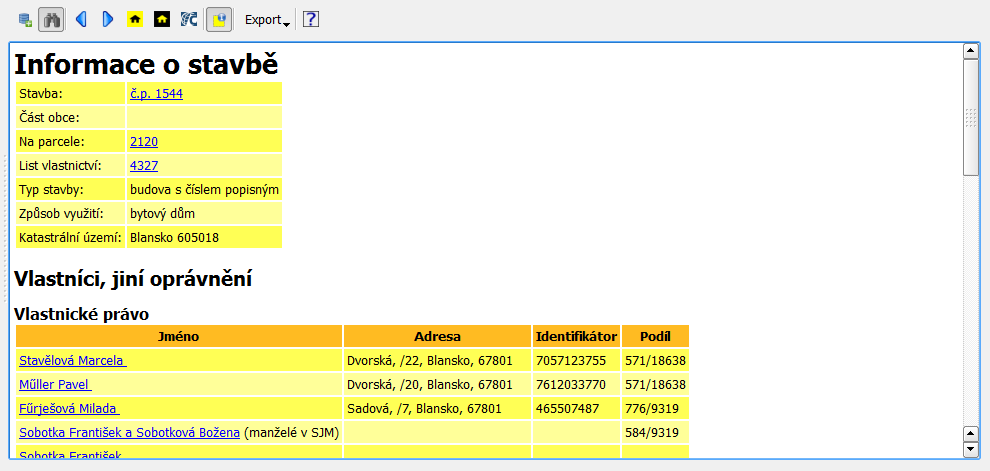 Export
Informace o stavbě
Stavba: č.p. 1544
Část obce:
Na parcele: 2120
List vlastnictví: 4327
Typ stavby: budova s číslem popisným
Způsob využití: bytový dům
Katastrální území: Blansko 605018
Vlastníci, jiní oprávnění
Vlastnické právo
Jméno Adresa Identifikátor Podíl
Stavělová Marcela Dvorská, /22, Blansko, 67801 7057123755 571/18638
Műller Pavel Dvorská, /20, Blansko, 67801 7612033770 571/18638
Fűrješová Milada Sadová, /7, Blansko, 67801 465507487 776/9319
Sobotka František a Sobotková Božena (manželé v SJM) 584/9319
Sobotka František